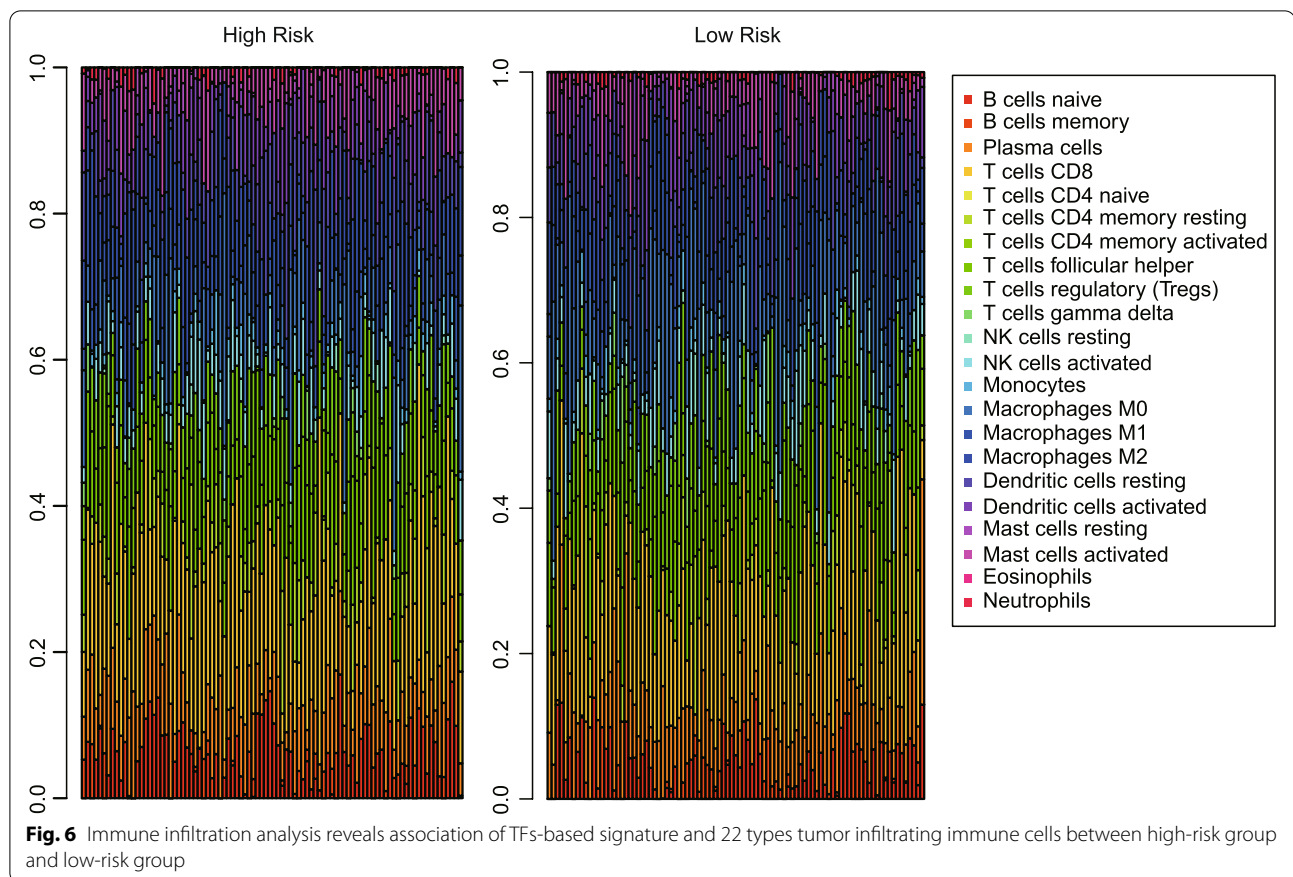 High Risk
Low Risk
1.0
0.8
0.6
0.4
0.2
0.0
1.0
0.8
0.6
0.4
0.2
0.0
B cells naive
B cells memory
Plasma cells
T cells CD8
T cells CD4 naive
T cells CD4 memory resting
T cells CD4 memory activated
T cells follicular helper
T cells regulatory (Tregs)
T cells gamma delta
NK cells resting
NK cells activated
Monocytes
Macrophages M0
Macrophages M1
Macrophages M2
Dendritic cells resting
Dendritic cells activated
Mast cells resting
Mast cells activated
Eosinophils
Neutrophils
Fig. 6 Immune infiltration analysis reveals association of TFs-based signature and 22 types tumor infiltrating immune cells between high-risk group
and low-risk group